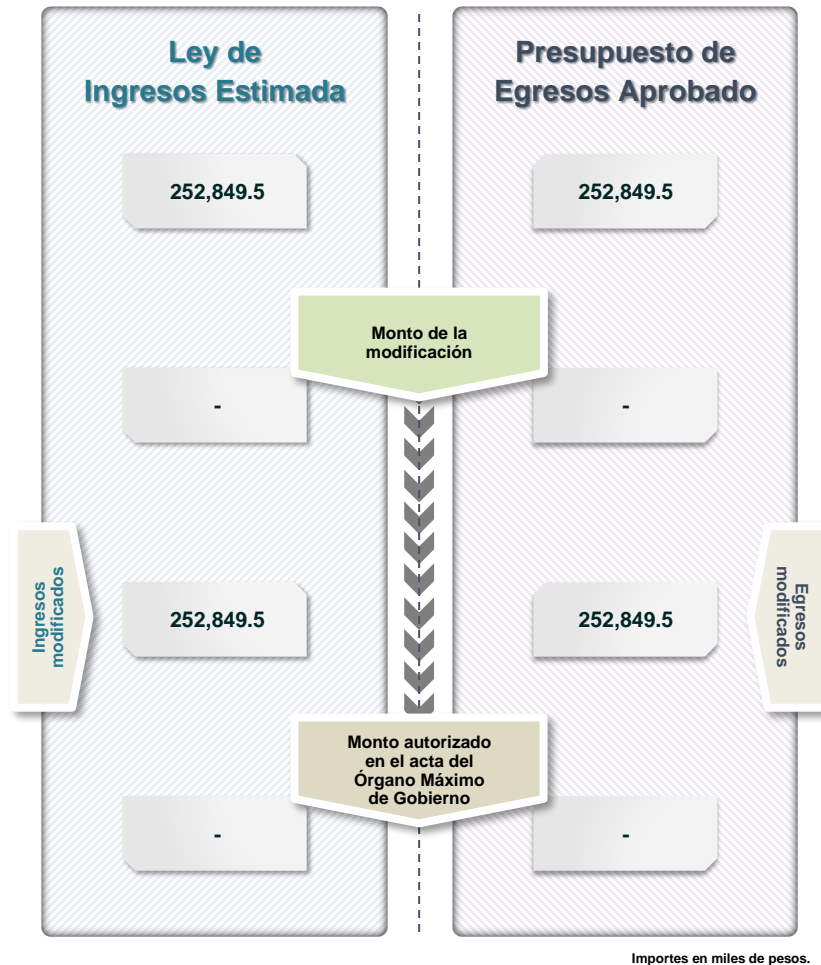 Ley de
Ingresos Estimada
Presupuesto de
Egresos Aprobado
252,849.5
252,849.5
Monto de la
modificación
-
-
Ingresos
modificados
252,849.5
252,849.5
Egresos
modificados
Monto autorizado
en el acta del
Órgano Máximo
de Gobierno
-
-
Importes en miles de pesos.